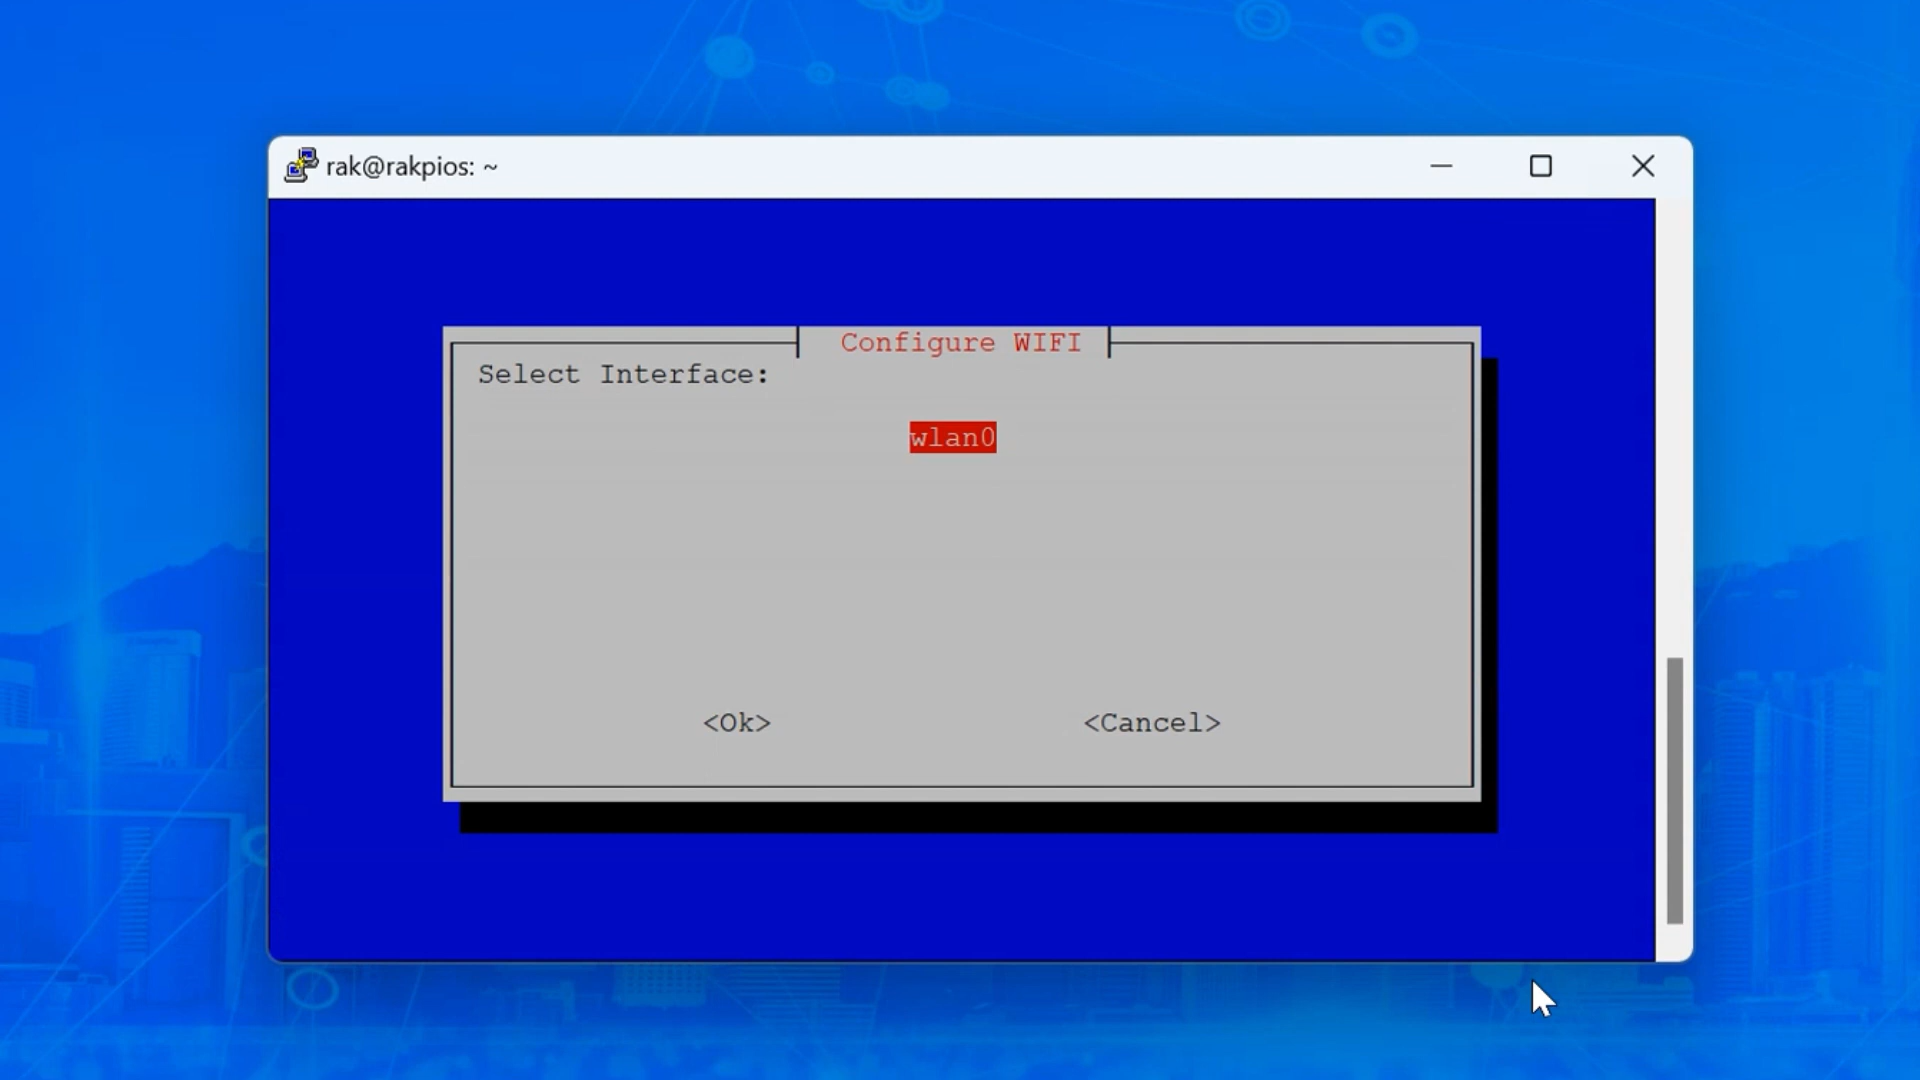 rak@rakpios: ~
Configure WIFI
Select Interface:
wlan0
<Ok>
<Cancel>